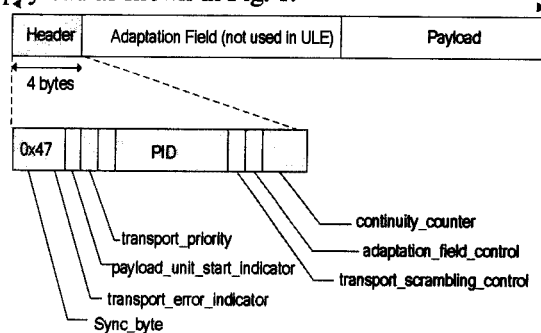 Header
Adaptation Field (not used in ULE)
Payload
4 bytes
0x47
PID
continuity_counter
transport_priority
adaptation_field_control
payload_unit_start_indicator
transport_scrambling_control
transport_error_indicator
Sync_byte